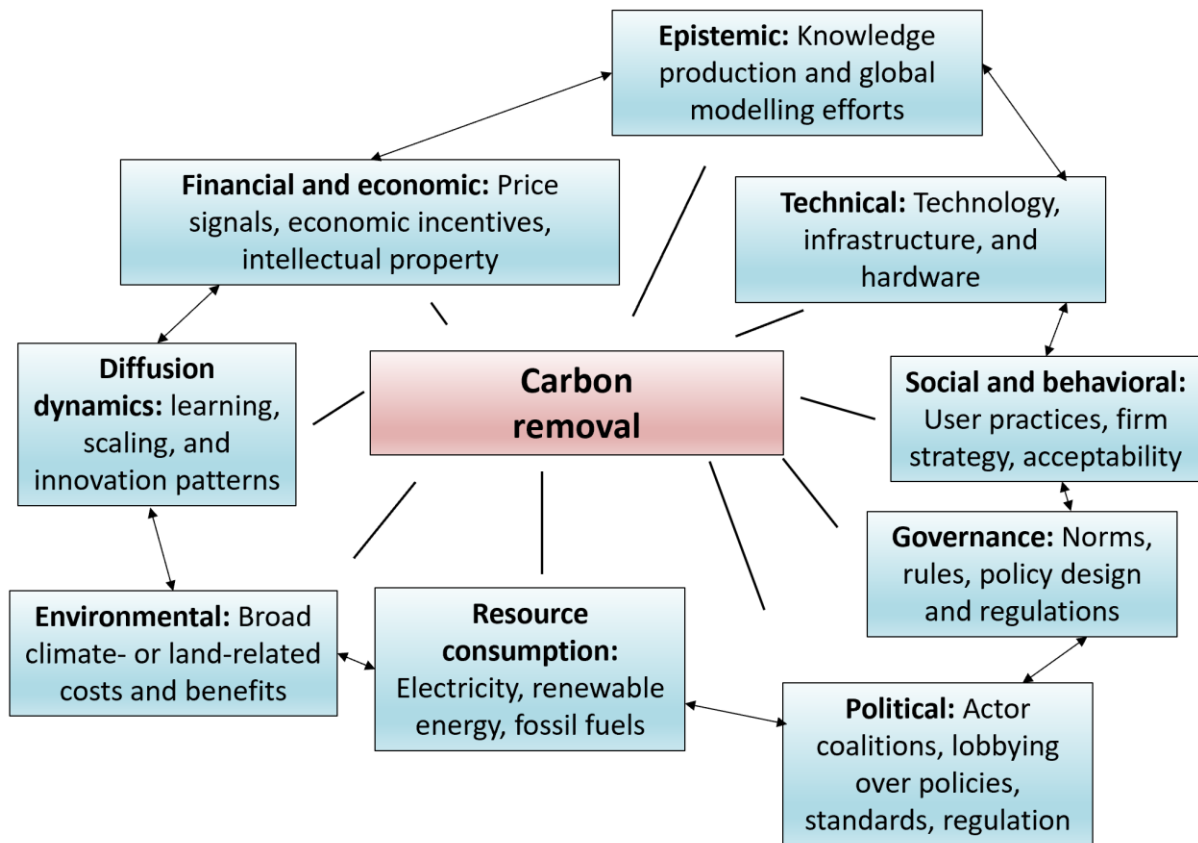 Epistemic: Knowledge
production and global
modelling efforts
Financial and economic: Price
signals, economic incentives,
intellectual property
Technical: Technology,
infrastructure, and
hardware
Diffusion
dynamics: learning,
scaling, and
innovation patterns
Carbon
removal
Social and behavioral:
User practices, firm
strategy, acceptability
Governance: Norms,
rules, policy design
and regulations
Environmental: Broad
climate- or land-related
costs and benefits
Resource
consumption:
Electricity, renewable
energy, fossil fuels
Political: Actor
coalitions, lobbying
over policies,
standards, regulation